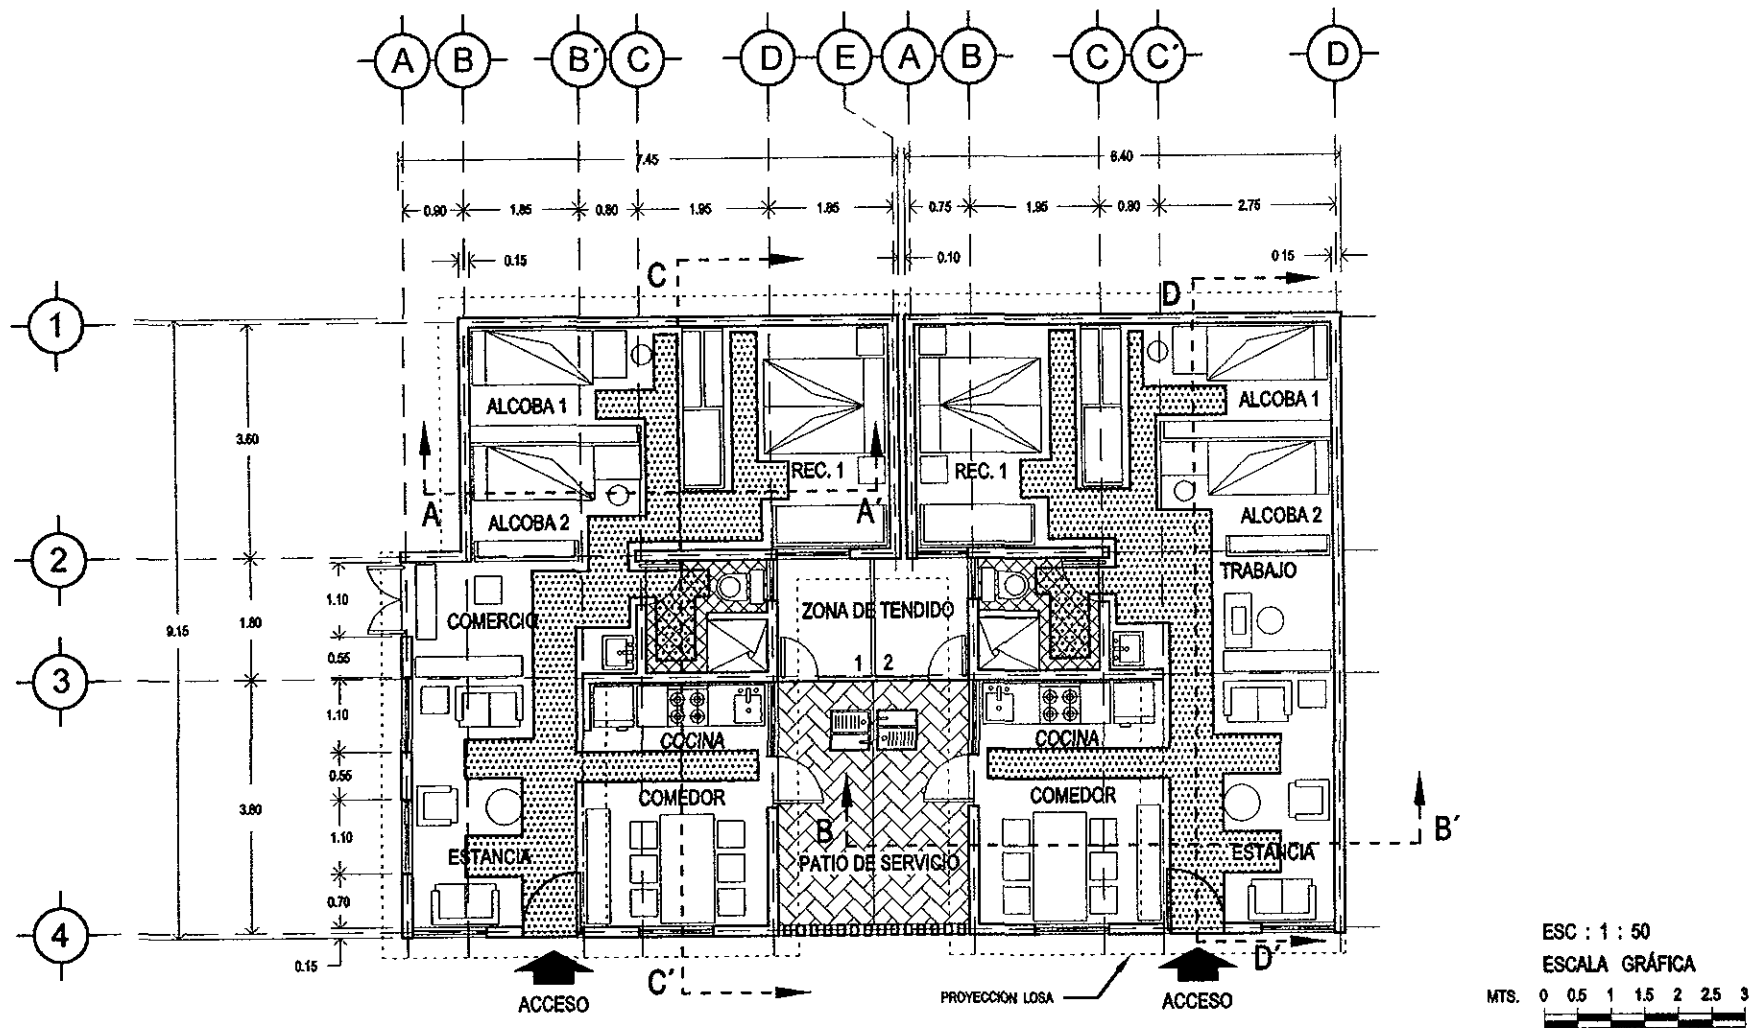 A B B´ C D E A B C C´ D
7.45 6.40
0.90 1.85 0.80 1.95 1.85 0.75 1.95 0.80 2.75
0.15 0.10 0.15
C D
1
ALCOBA 1 ALCOBA 1
3.60
REC. 1 REC. 1
A A´
ALCOBA 2 ALCOBA 2
2
TRABAJO
1.10
COMERCIO ZONA DE TENDIDO
9.15 1.80
0.55
1 2
3
1.10
COCINA COCINA
0.55
COMEDOR COMEDOR
3.80
B B´
1.10
ESTANCIA PATIO DE SERVICIO ESTANCIA
0.70
4
0.15
C´ D´
ACCESO PROYECCION LOSA ACCESO
ESC : 1 : 50
ESCALA GRÁFICA
MTS. 0 0.5 1 1.5 2 2.5 3